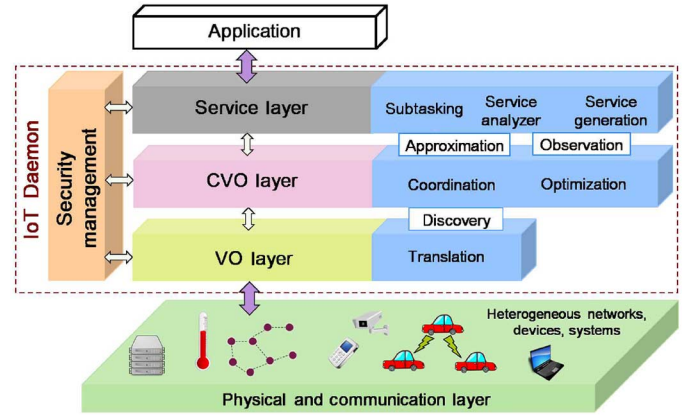 Application
IoT Daemon
Security
management
Service layer
Subtasking
Service
analyzer
Service
generation
Approximation
Observation
CVO layer
Coordination
Optimization
Discovery
VO layer
Translation
Heterogeneous networks,
devices, systems
Physical and communication layer